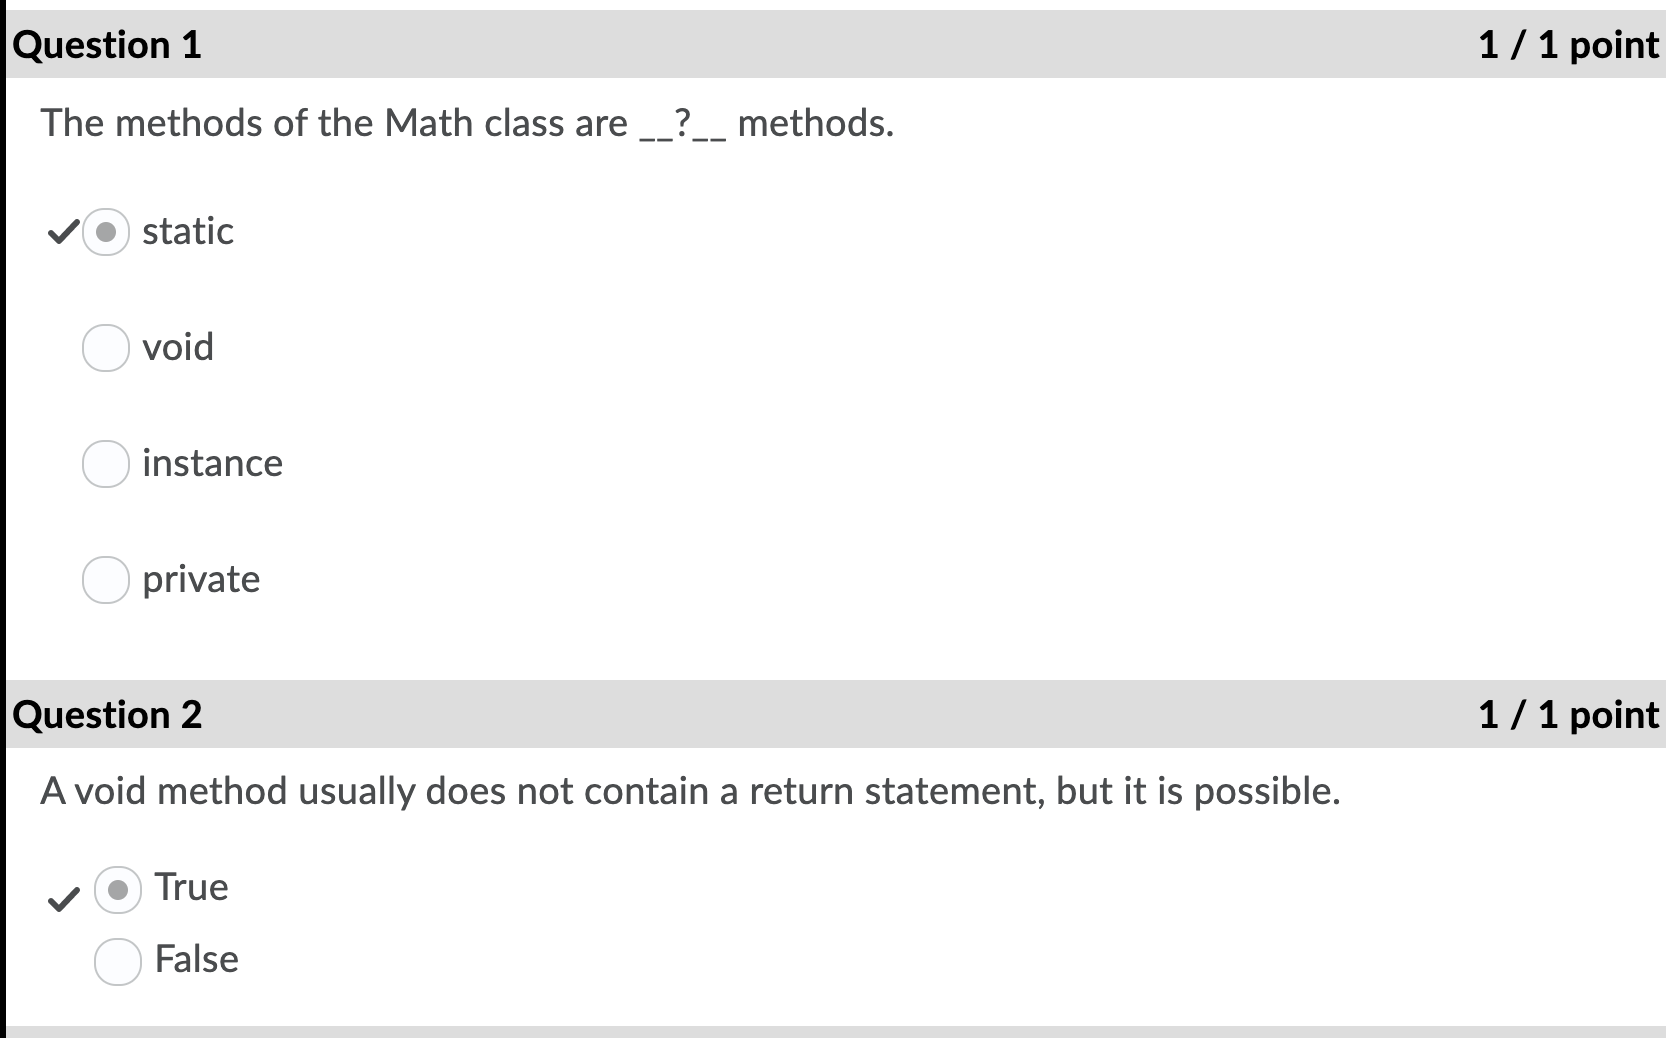 Question 1 1 / 1 point
The methods of the Math class are __?__ methods.
static
void
instance
private
Question 2 1 / 1 point
A void method usually does not contain a return statement, but it is possible.
True
False